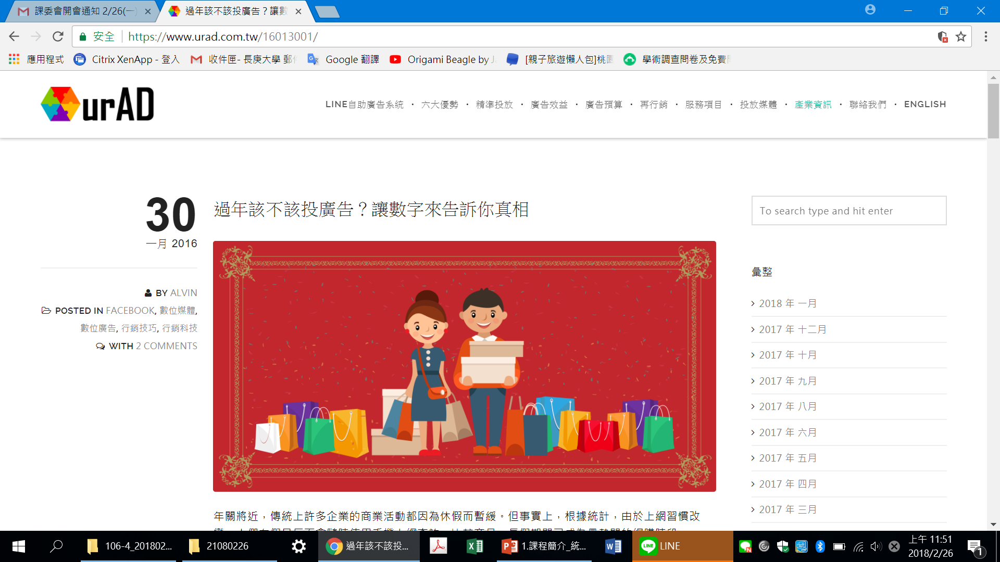 課委會開會通知 2/26(一)
過年該不該投廣告？讓數
安全
https://www.urad.com.tw/16013001/
應用程式
Citrix XenApp - 登入
收件匣- 長庚大學 郵
Google 翻譯
Origami Beagle by J
[親子旅遊懶人包]桃園
學術調查問卷及免費
urAD
LINE自助廣告系統 • 六大優勢 • 精準投放 • 廣告效益 • 廣告預算 • 再行銷 • 服務項目 • 投放媒體 • 產業資訊 • 聯絡我們 • ENGLISH
30
一月 2016
BY ALVIN
POSTED IN FACEBOOK, 數位媒體,
數位廣告, 行銷技巧, 行銷科技
WITH 2 COMMENTS
過年該不該投廣告？讓數字來告訴你真相
年關將近，傳統上許多企業的商業活動都因為休假而暫緩。但事實上，根據統計，由於上網習慣改
To search type and hit enter
彙整
2018 年 一月
2017 年 十二月
2017 年 十月
2017 年 九月
2017 年 八月
2017 年 六月
2017 年 五月
2017 年 四月
2017 年 三月
106-4_201802...
21080226
過年該不該投...
1.課程簡介_統...
LINE
上午 11:51
2018/2/26
1